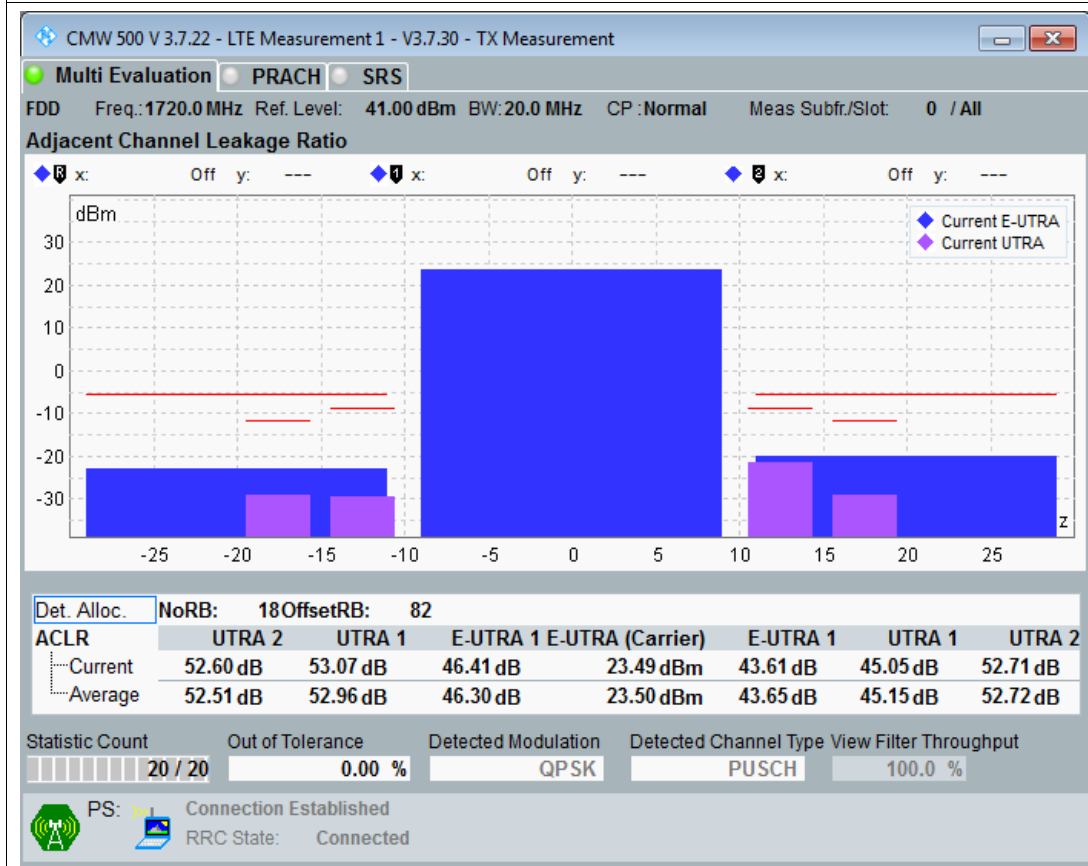 CMW 500 V 3.7.22 - LTE Measurement 1 - V3.7.30 - TX Measurement
Multi Evaluation PRACH SRS
FDD Freq.: 1720.0 MHz Ref. Level: 41.00 dBm BW: 20.0 MHz CP : Normal Meas Subfr./Slot: 0 / All
Adjacent Channel Leakage Ratio
R x: Off y: --- 1 x: Off y: --- 2 x: Off y: ---
dBm
Current E-UTRA
Current UTRA
30
20
10
0
-10
-20
-30
z
-25 -20 -15 -10 -5 0 5 10 15 20 25
Det. Alloc. NoRB: 18 OffsetRB: 82
ACLR UTRA 2 UTRA 1 E-UTRA 1 E-UTRA (Carrier) E-UTRA 1 UTRA 1 UTRA 2
Current 52.60 dB 53.07 dB 46.41 dB 23.49 dBm 43.61 dB 45.05 dB 52.71 dB
Average 52.51 dB 52.96 dB 46.30 dB 23.50 dBm 43.65 dB 45.15 dB 52.72 dB
Statistic Count Out of Tolerance Detected Modulation Detected Channel Type View Filter Throughput
20 / 20 0.00 % QPSK PUSCH 100.0 %
PS: Connection Established
RRC State: Connected